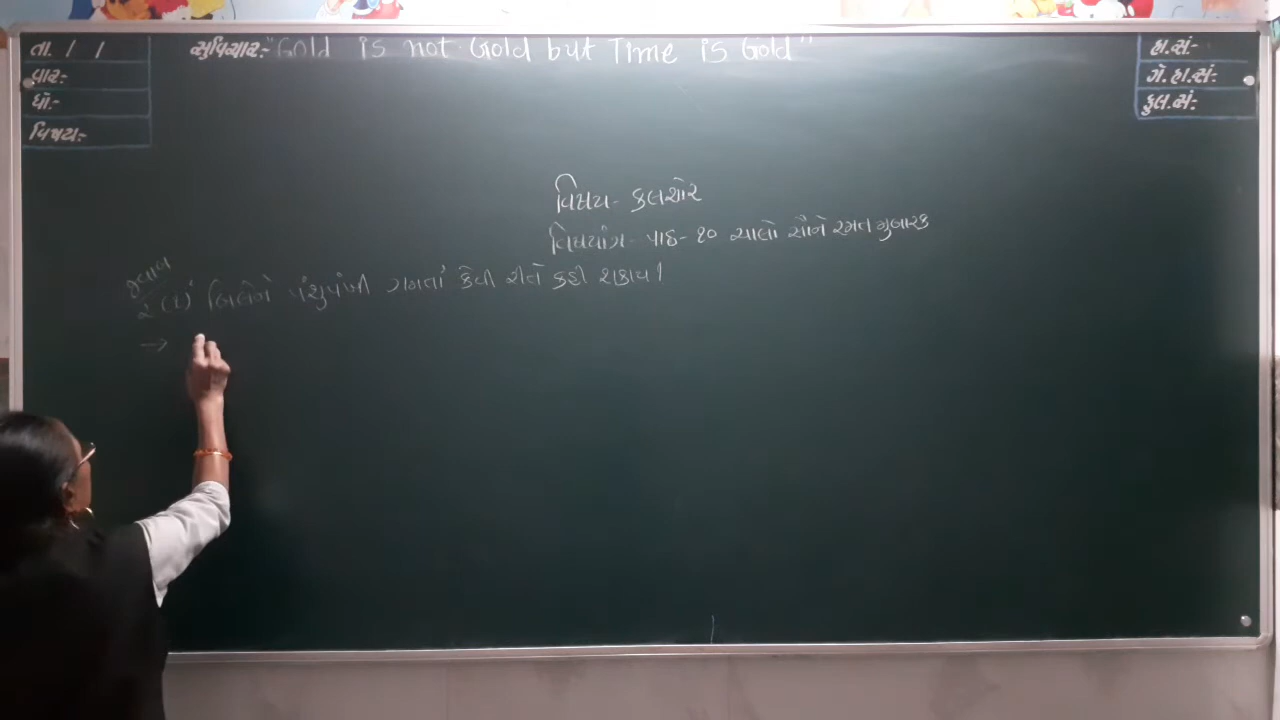 તા. / /
વાર:-
ઘો:-
વિષય:-
સુવિચાર:- "Gold is not Gold but Time is Gold"
હા.સં:-
ગે.હા.સં:-
કુલ.સં:-
વિષય - કલશોર
વિષયાંગ - પાઠ - ૧૦ ચાલો સૌને રમત મુબારક
જવાબ
૨ (૧) પશુપંખી ગમતાં કેવી રીતે કહી શકાય?
→